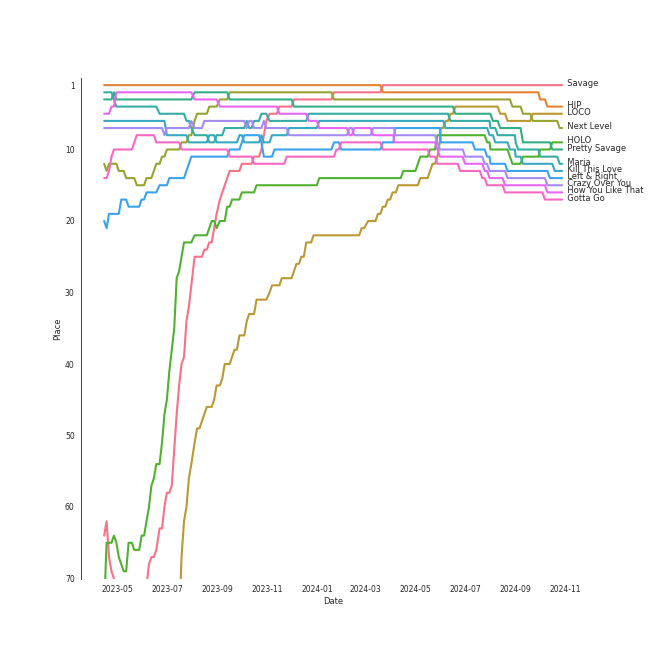 Savage
HIP
LOCO
Next Level
HOLO
Pretty Savage
Maria
Kill This Love
Left & Right
Crazy Over You
How You Like That
Gotta Go
1
10
20
30
40
50
60
70
Place
2023-05 2023-07 2023-09 2023-11 2024-01 2024-03 2024-05 2024-07 2024-09 2024-11
Date